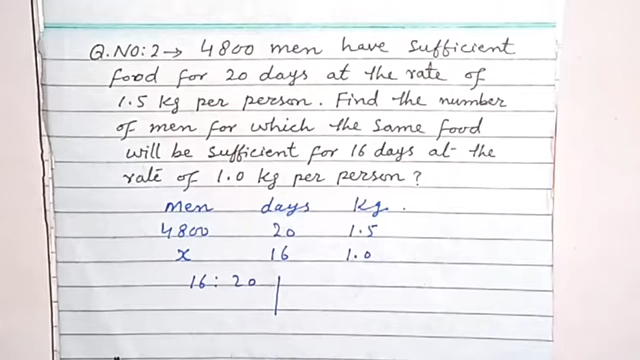 Q.NO:2→ 4800 men have sufficient
food for 20 days at the rate of
1.5 kg per person. Find the number
of men for which the same food
will be sufficient for 16 days at the
rate of 1.0 kg per person?
men days kg.
4800 20 1.5
x 16 1.0
16: 20